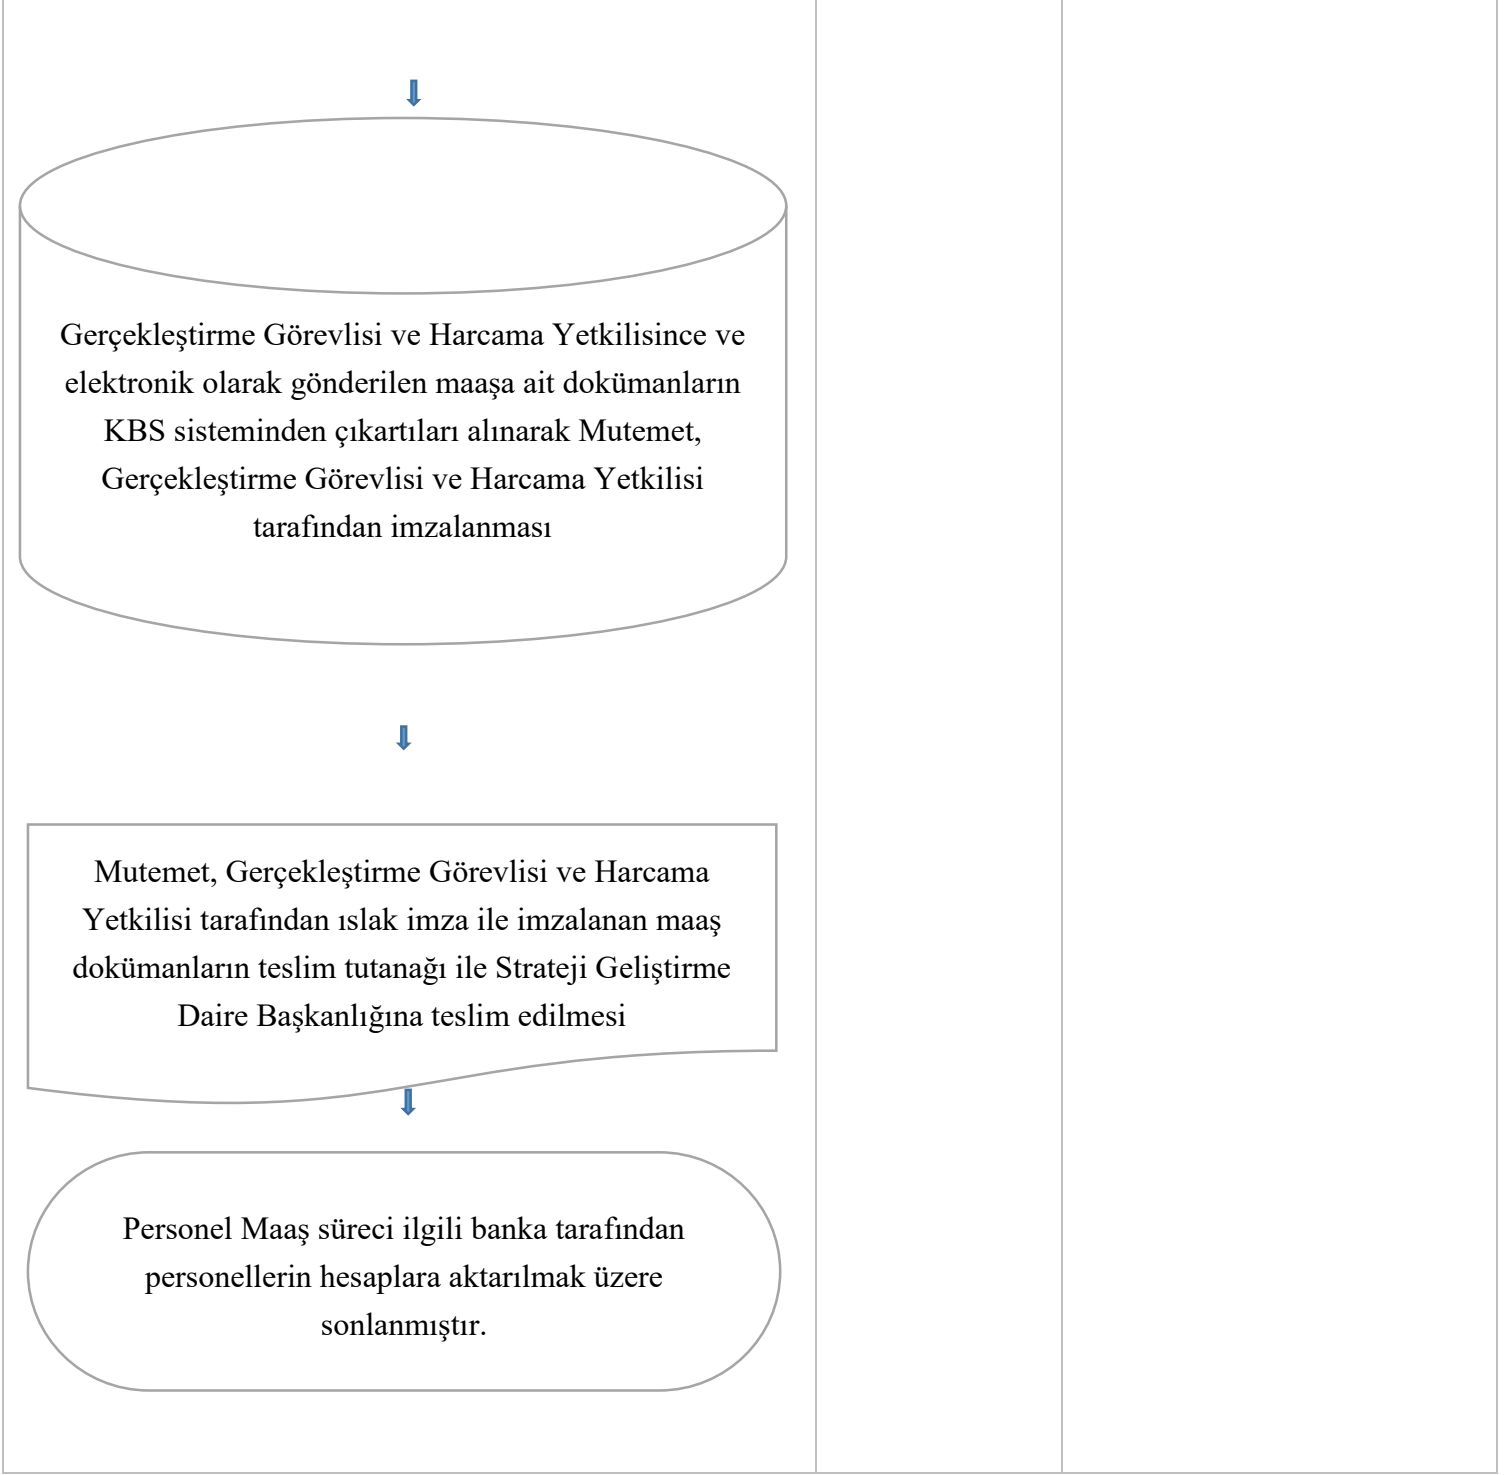 Gerçekleştirme Görevlisi ve Harcama Yetkilisince ve
elektronik olarak gönderilen maaşa ait dokümanların
KBS sisteminden çıkartıları alınarak Mutemet,
Gerçekleştirme Görevlisi ve Harcama Yetkilisi
tarafından imzalanması
Mutemet, Gerçekleştirme Görevlisi ve Harcama
Yetkilisi tarafından ıslak imza ile imzalanan maaş
dokümanların teslim tutanağı ile Strateji Geliştirme
Daire Başkanlığına teslim edilmesi
Personel Maaş süreci ilgili banka tarafından
personellerin hesaplara aktarılmak üzere
sonlanmıştır.